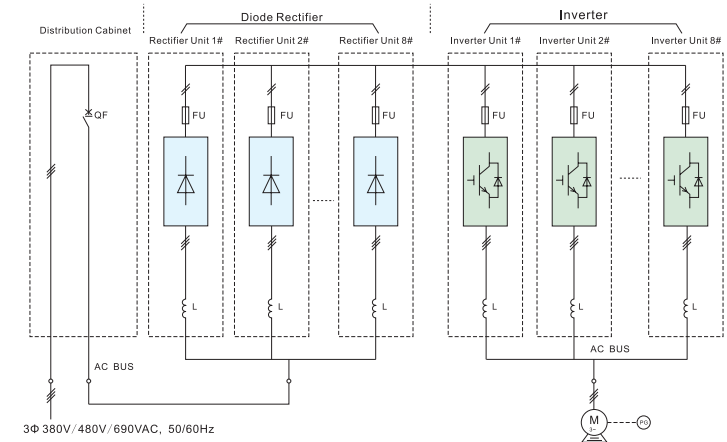 Diode Rectifier
Inverter
Distribution Cabinet
Rectifier Unit 1#
Rectifier Unit 2#
Rectifier Unit 8#
Inverter Unit 1#
Inverter Unit 2#
Inverter Unit 8#
QF
FU
FU
FU
FU
FU
FU
L
L
L
L
L
L
AC BUS
AC BUS
M
3~
PG
3Φ 380V/480V/690VAC, 50/60Hz